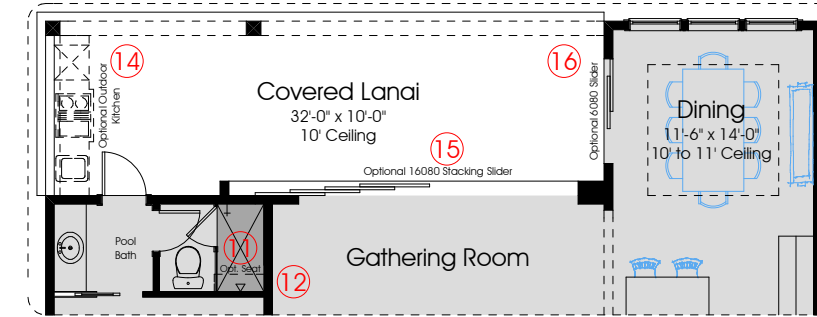 14
Optional Outdoor
Kitchen
Covered Lanai
32'-0" x 10'-0"
10' Ceiling
15
Optional 16080 Stacking Slider
16
Optional 6080 Slider
Dining
11'-6" x 14'-0"
10' to 11' Ceiling
Pool
Bath
11
Opt. Seat
12
Gathering Room